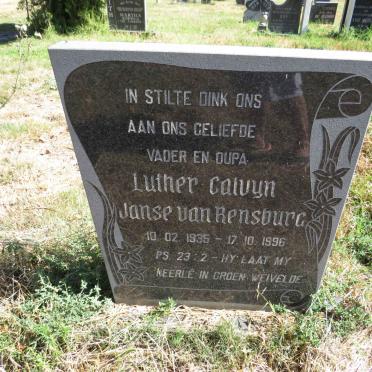 IN STILTE DINK ONS
AAN ONS GELIEFDE
VADER EN OUPA
Luther Calvyn
Janse van Rensburg
10.02.1935 - 17.10.1996
PS 23:2 - HY LAAT MY
NEERLÊ IN GROEN WEIVELDE
MARTHA